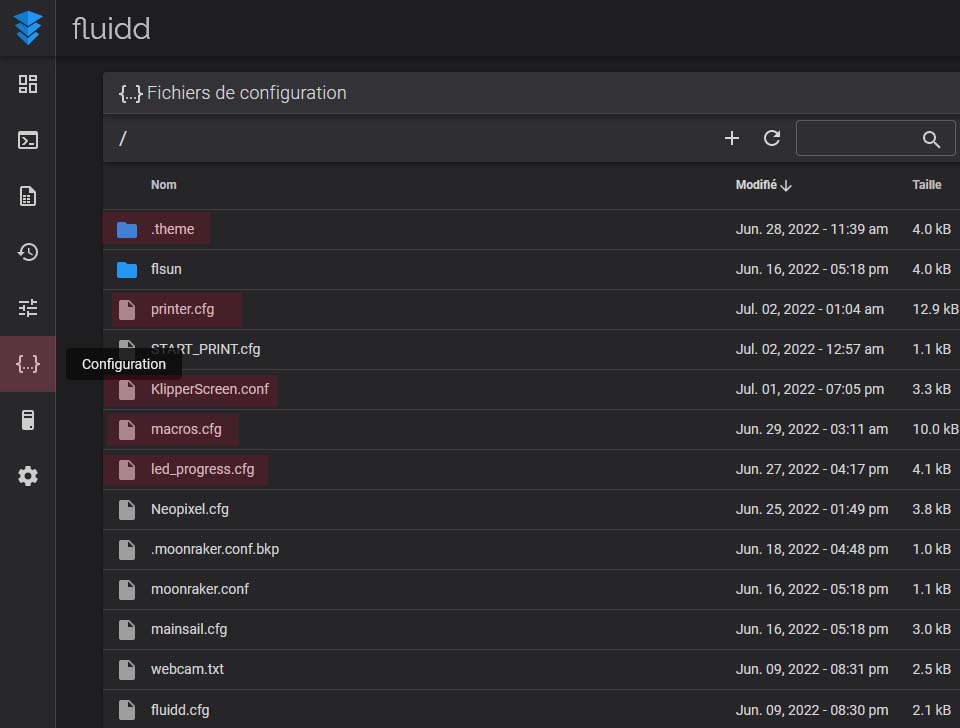 fluidd
{...} Fichiers de configuration
/
Nom Modifié Taille
.theme Jun. 28, 2022 - 11:39 am 4.0 kB
flsun Jun. 16, 2022 - 05:18 pm 4.0 kB
printer.cfg Jul. 02, 2022 - 01:04 am 12.9 kB
START_PRINT.cfg Jul. 02, 2022 - 12:57 am 1.1 kB
Configuration
KlipperScreen.conf Jul. 01, 2022 - 07:05 pm 3.3 kB
macros.cfg Jun. 29, 2022 - 03:11 am 10.0 kB
led_progress.cfg Jun. 27, 2022 - 04:17 pm 4.1 kB
Neopixel.cfg Jun. 25, 2022 - 01:49 pm 3.8 kB
.moonraker.conf.bkp Jun. 18, 2022 - 04:48 pm 1.0 kB
moonraker.conf Jun. 16, 2022 - 05:18 pm 1.1 kB
mainsail.cfg Jun. 16, 2022 - 05:18 pm 3.0 kB
webcam.txt Jun. 09, 2022 - 08:31 pm 2.5 kB
fluidd.cfg Jun. 09, 2022 - 08:30 pm 2.1 kB